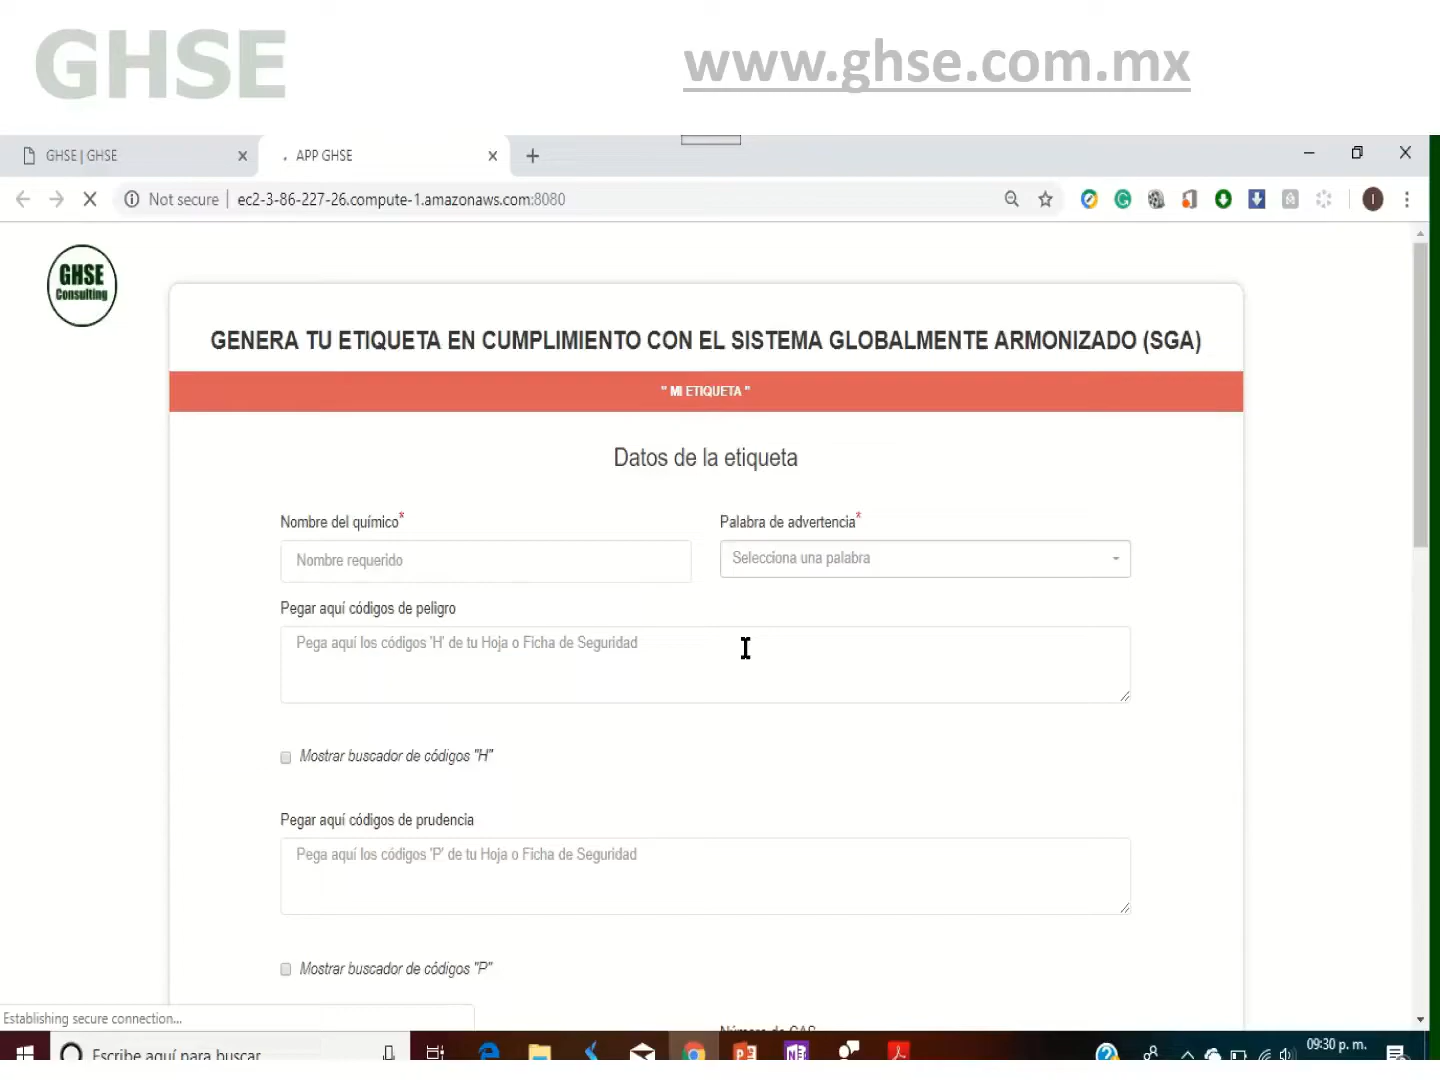 GHSE
www.ghse.com.mx
GHSE | GHSE
APP GHSE
Not secure
ec2-3-86-227-26.compute-1.amazonaws.com:8080
GHSE
Consulting
GENERA TU ETIQUETA EN CUMPLIMIENTO CON EL SISTEMA GLOBALMENTE ARMONIZADO (SGA)
" MI ETIQUETA "
Datos de la etiqueta
Nombre del químico*
Palabra de advertencia*
Nombre requerido
Selecciona una palabra
Pegar aquí códigos de peligro
Pega aquí los códigos 'H' de tu Hoja o Ficha de Seguridad
Mostrar buscador de códigos "H"
Pegar aquí códigos de prudencia
Pega aquí los códigos 'P' de tu Hoja o Ficha de Seguridad
Mostrar buscador de códigos "P"
Establishing secure connection...
Número de CAS
Escribe aquí para buscar
09:30 p. m.